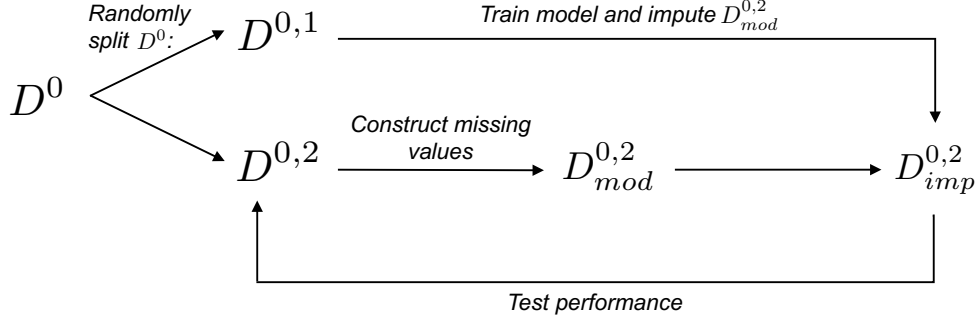 Randomly
split $D^0$:
$D^{0,1}$
Train model and impute $D^{0,2}_{mod}$
$D^0$
Construct missing
values
$D^{0,2}$
$D^{0,2}_{mod}$
$D^{0,2}_{imp}$
Test performance